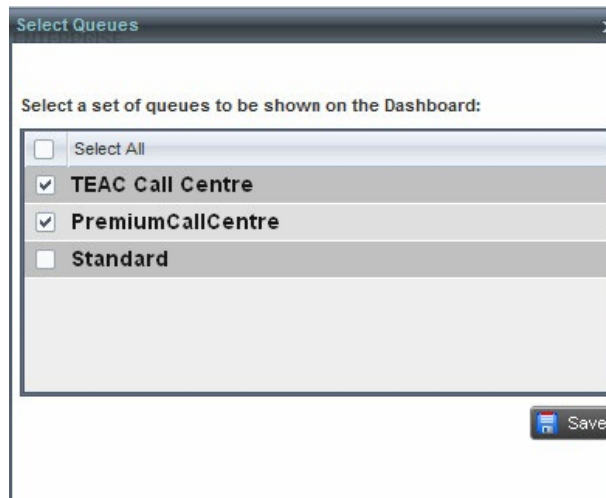 Select Queues
ENTERPRISE
Select a set of queues to be shown on the Dashboard:
Select All
TEAC Call Centre
PremiumCallCentre
Standard
Save